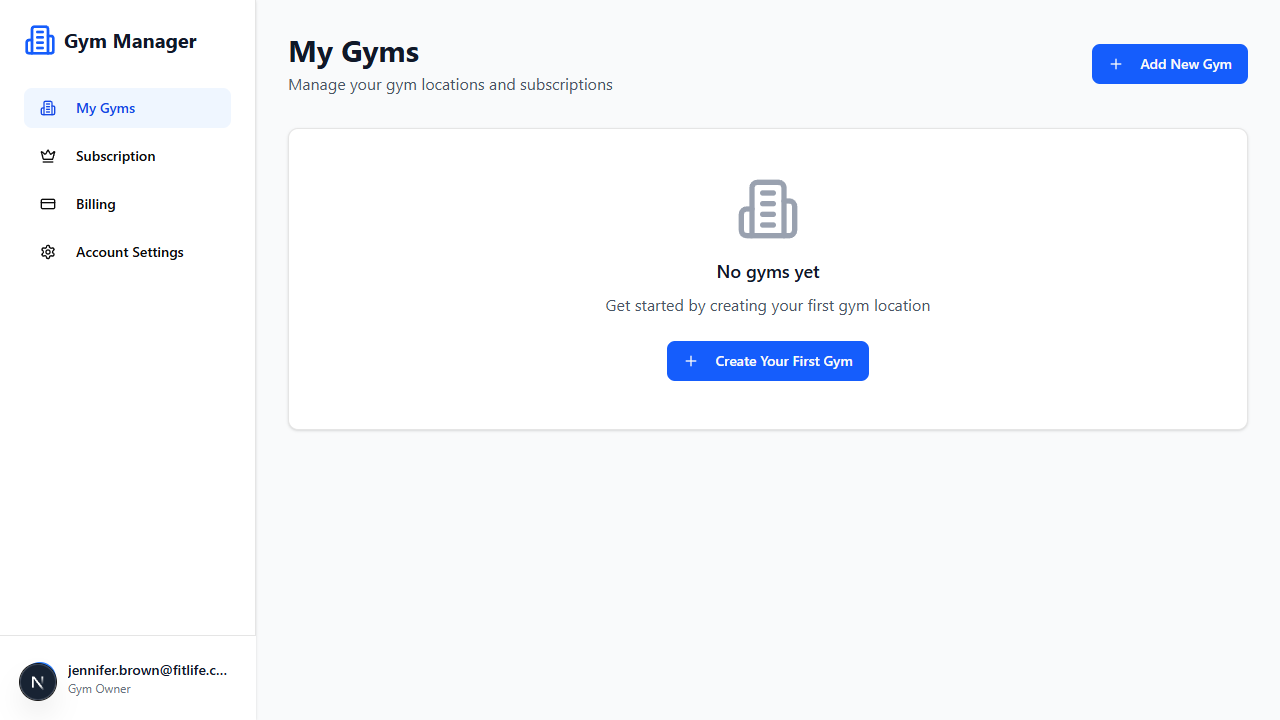 Gym Manager
My Gyms
Subscription
Billing
Account Settings
jennifer.brown@fitlife.c...
Gym Owner
N
My Gyms
Manage your gym locations and subscriptions
Add New Gym
No gyms yet
Get started by creating your first gym location
Create Your First Gym